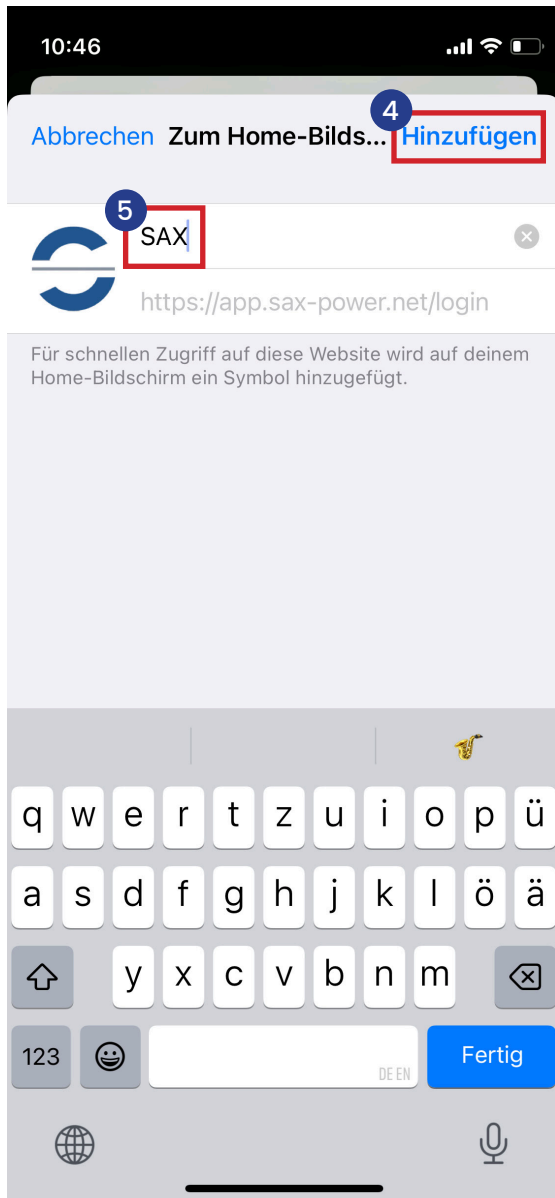 10:46
4
Abbrechen Zum Home-Bilds... Hinzufügen
5
SAX
https://app.sax-power.net/login
Für schnellen Zugriff auf diese Website wird auf deinem
Home-Bildschirm ein Symbol hinzugefügt.
q w e r t z u i o p ü
a s d f g h j k l ö ä
y x c v b n m
123 DE EN Fertig